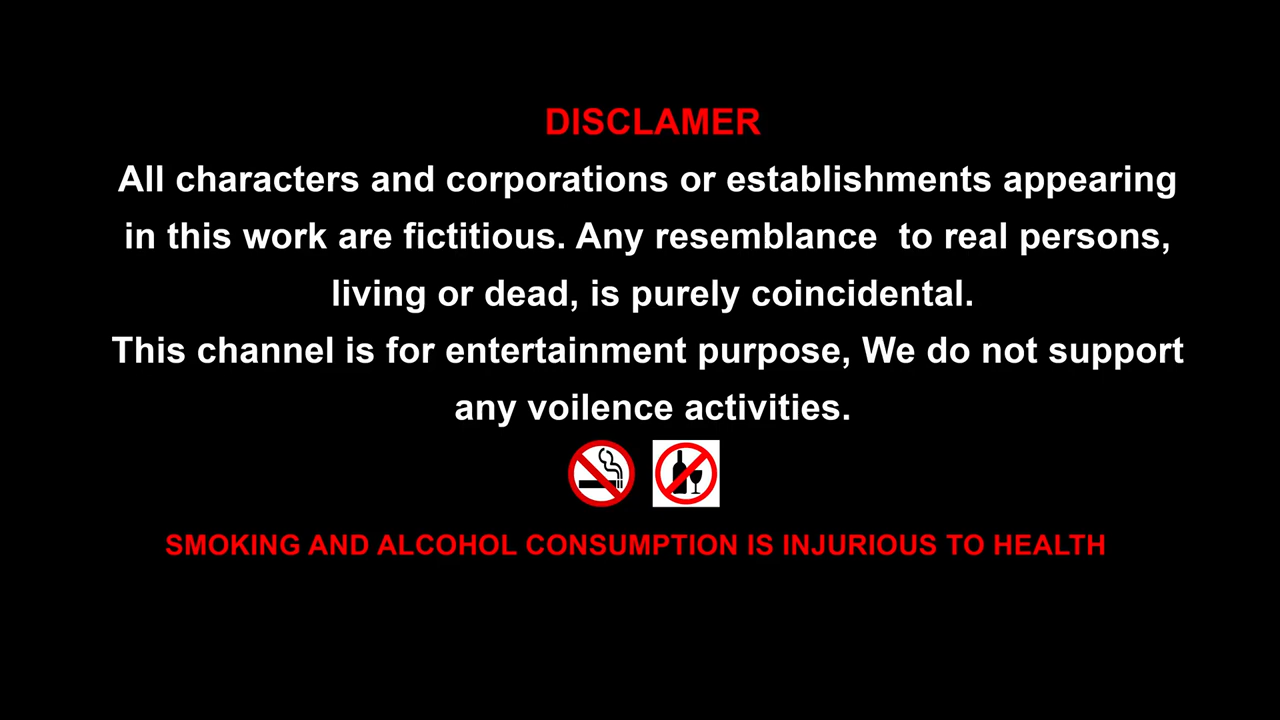 DISCLAMER
All characters and corporations or establishments appearing
in this work are fictitious. Any resemblance  to real persons,
living or dead, is purely coincidental.
This channel is for entertainment purpose, We do not support
any voilence activities.
SMOKING AND ALCOHOL CONSUMPTION IS INJURIOUS TO HEALTH